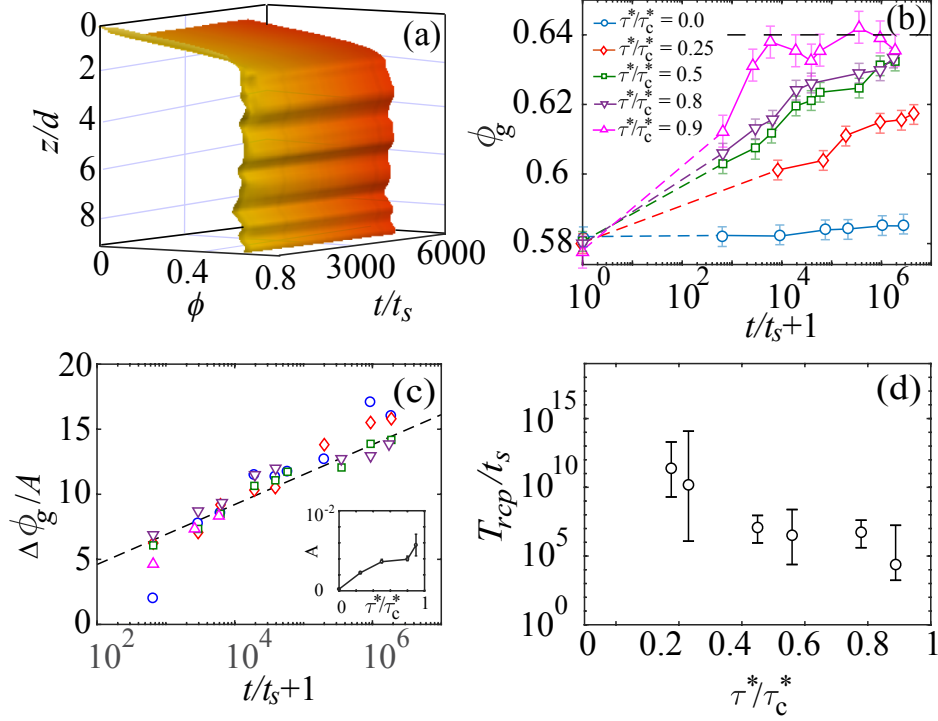 (a)
0
2
4
6
8
z/d
0
0.4
0.8
ϕ
3000
6000
t/t_s
(b)
0.64
0.62
0.6
0.58
ϕ_g
τ*/τ_c* = 0.0
τ*/τ_c* = 0.25
τ*/τ_c* = 0.5
τ*/τ_c* = 0.8
τ*/τ_c* = 0.9
10^0 10^2 10^4 10^6
t/t_s+1
(c)
20
15
10
5
0
Δϕ_g/A
10^2 10^4 10^6
t/t_s+1
10^-2
A
0
0 1
τ*/τ_c*
(d)
10^15
10^10
10^5
10^0
T_rcp/t_s
0 0.2 0.4 0.6 0.8 1
τ*/τ_c*